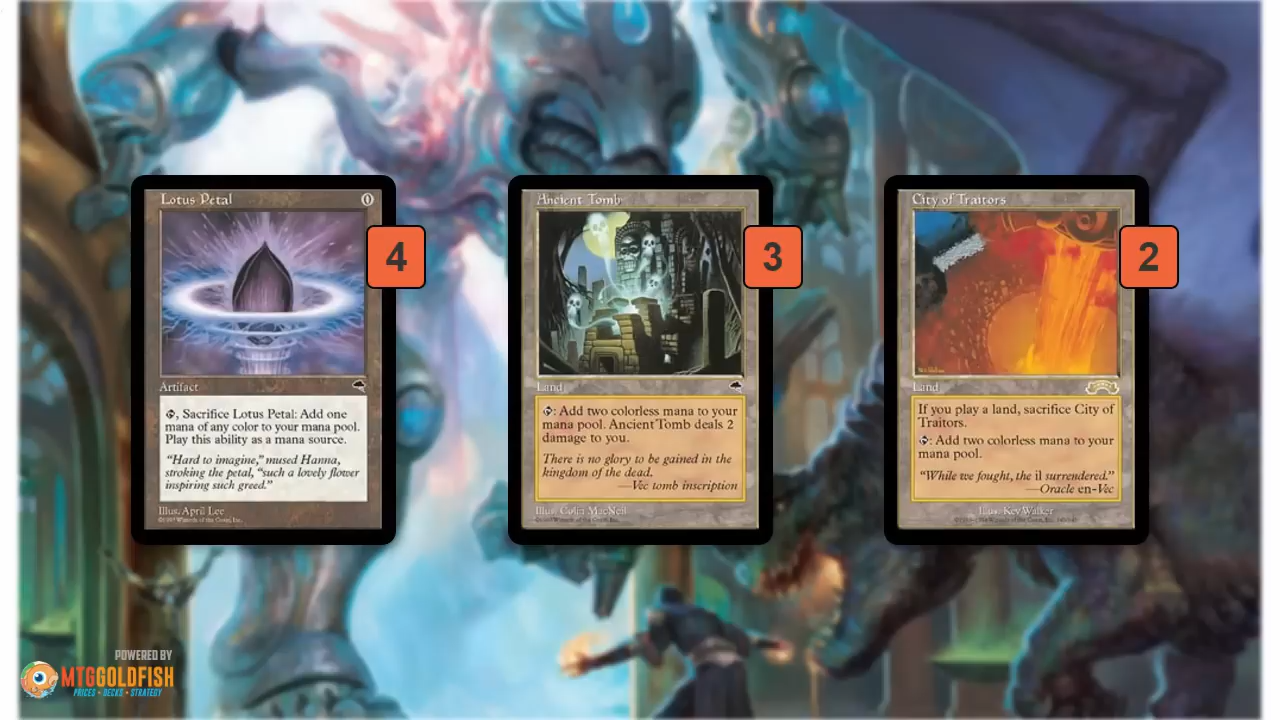 Lotus Petal 0
4
Artifact
, Sacrifice Lotus Petal: Add one
mana of any color to your mana pool.
Play this ability as a mana source.
“Hard to imagine,” mused Hanna,
stroking the petal, “such a lovely flower
inspiring such greed.”
Illus. April Lee
Ancient Tomb
3
Land
: Add two colorless mana to your
mana pool. Ancient Tomb deals 2
damage to you.
There is no glory to be gained in the
kingdom of the dead.
—Vec tomb inscription
Illus. Colin MacNeil
City of Traitors
2
Land
If you play a land, sacrifice City of
Traitors.
: Add two colorless mana to your
mana pool.
“While we fought, the il surrendered.”
—Oracle en-Vec
Illus. Kev Walker
POWERED BY
MTGGOLDFISH
PRICES • DECKS • STRATEGY